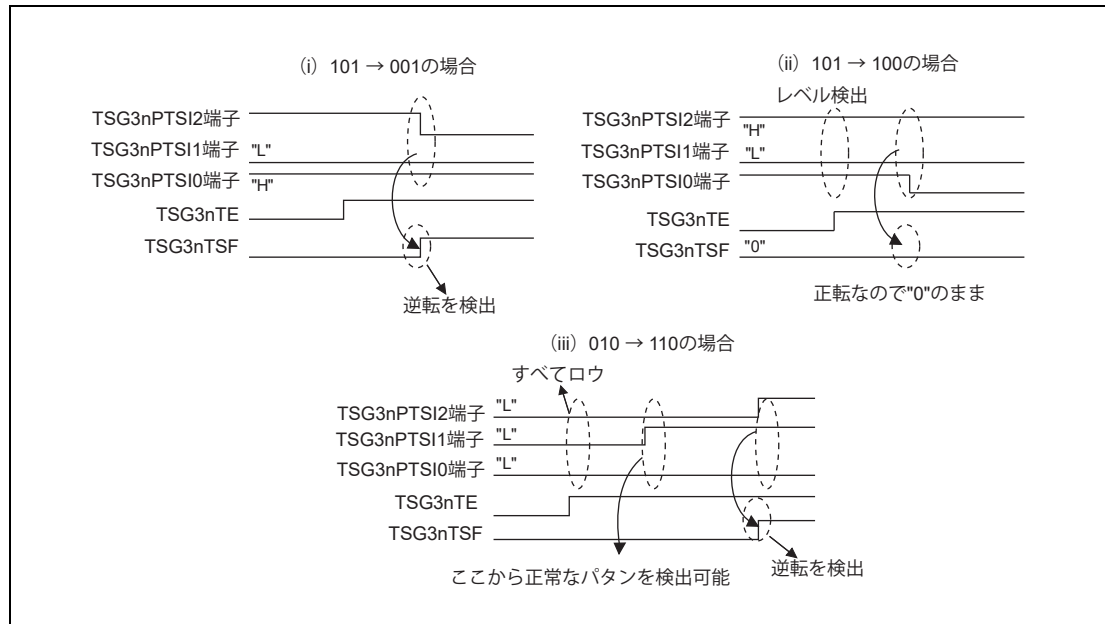 (i) 101 → 001の場合
TSG3nPTSI2端子
TSG3nPTSI1端子 "L"
TSG3nPTSI0端子 "H"
TSG3nTE
TSG3nTSF
逆転を検出
(ii) 101 → 100の場合
レベル検出
TSG3nPTSI2端子 "H"
TSG3nPTSI1端子 "L"
TSG3nPTSI0端子
TSG3nTE
TSG3nTSF "0"
正転なので"0"のまま
(iii) 010 → 110の場合
すべてロウ
TSG3nPTSI2端子 "L"
TSG3nPTSI1端子 "L"
TSG3nPTSI0端子 "L"
TSG3nTE
TSG3nTSF
ここから正常なパタンを検出可能
逆転を検出